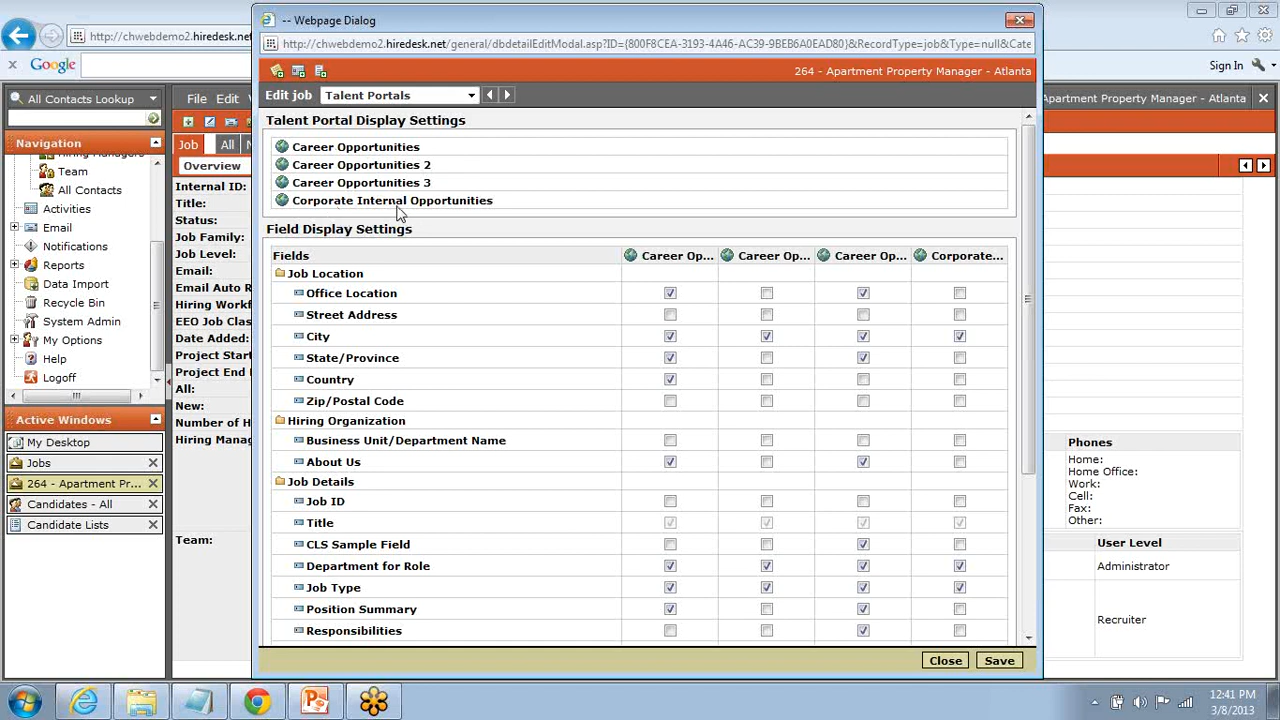 -- Webpage Dialog
http://chwebdemo2.hiredesk.net
http://chwebdemo2.hiredesk.net/general/dbdetailEditModal.asp?ID={800F8CEA-3193-4A46-AC39-9EB6A0EAD80}&RecordType=job&Type=null&Cate
Google
Sign In
264 - Apartment Property Manager - Atlanta
All Contacts Lookup
File Edit
Edit job Talent Portals
Apartment Property Manager - Atlanta
Talent Portal Display Settings
Navigation
Job All
Career Opportunities
Career Opportunities 2
Career Opportunities 3
Corporate Internal Opportunities
Hiring Managers
Team
All Contacts
Activities
Email
Notifications
Reports
Data Import
Recycle Bin
System Admin
My Options
Help
Logoff
Active Windows
My Desktop
Jobs
264 - Apartment Pr...
Candidates - All
Candidate Lists
Overview
Internal ID:
Title:
Status:
Job Family:
Job Level:
Email:
Email Auto R
Hiring Workf
EEO Job Clas
Date Added:
Project Start
Project End
All:
New:
Number of H
Hiring Manag
Team:
Field Display Settings
Fields Career Op... Career Op... Career Op... Corporate...
Job Location
Office Location
Street Address
City
State/Province
Country
Zip/Postal Code
Hiring Organization
Business Unit/Department Name
About Us
Job Details
Job ID
Title
CLS Sample Field
Department for Role
Job Type
Position Summary
Responsibilities
Close Save
Phones
Home:
Home Office:
Work:
Cell:
Fax:
Other:
User Level
Administrator
Recruiter
12:41 PM
3/8/2013